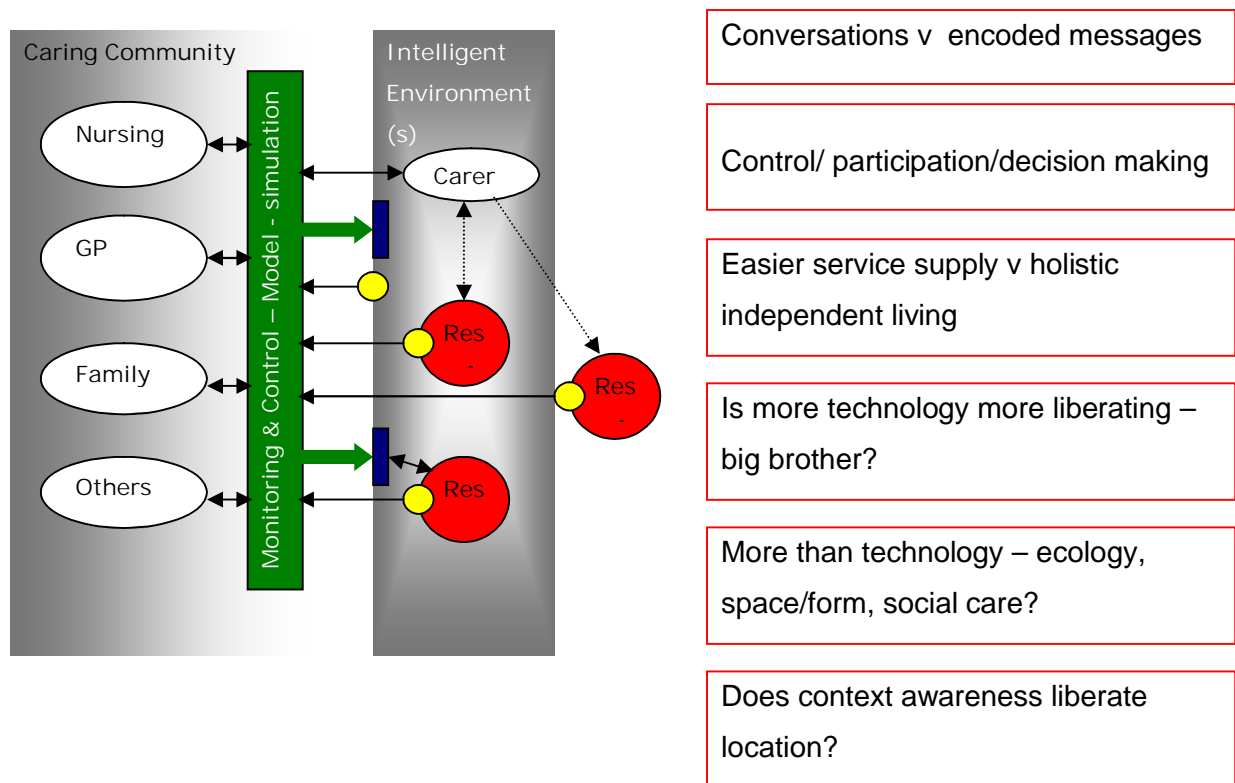 Caring Community
Nursing
GP
Family
Others
Monitoring & Control – Model - simulation
Intelligent
Environment
(s)
Carer
Res
.
Res
.
Res
Conversations v encoded messages
Control/ participation/decision making
Easier service supply v holistic
independent living
Is more technology more liberating –
big brother?
More than technology – ecology,
space/form, social care?
Does context awareness liberate
location?